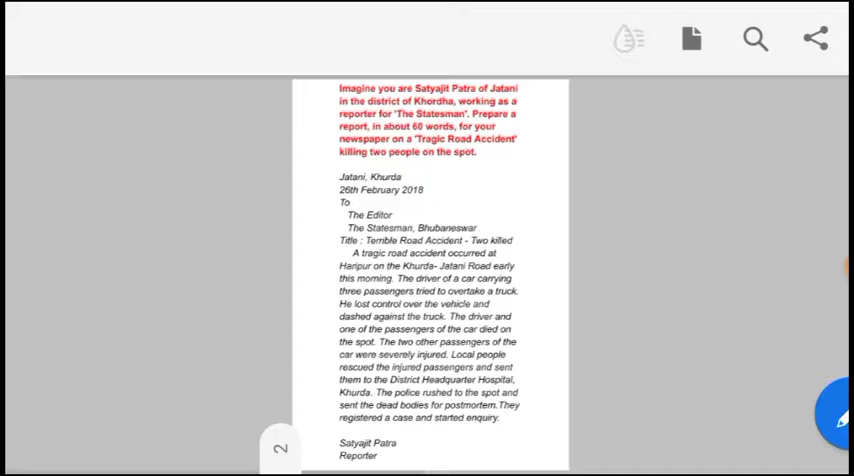 Imagine you are Satyajit Patra of Jatani
in the district of Khordha, working as a
reporter for 'The Statesman'. Prepare a
report, in about 60 words, for your
newspaper on a 'Tragic Road Accident'
killing two people on the spot.
Jatani, Khurda
26th February 2018
To
The Editor
The Statesman, Bhubaneswar
Title : Terrible Road Accident - Two killed
A tragic road accident occurred at
Haripur on the Khurda- Jatani Road early
this morning. The driver of a car carrying
three passengers tried to overtake a truck.
He lost control over the vehicle and
dashed against the truck. The driver and
one of the passengers of the car died on
the spot. The two other passengers of the
car were severely injured. Local people
rescued the injured passengers and sent
them to the District Headquarter Hospital,
Khurda. The police rushed to the spot and
sent the dead bodies for postmortem.They
registered a case and started enquiry.
Satyajit Patra
Reporter
2